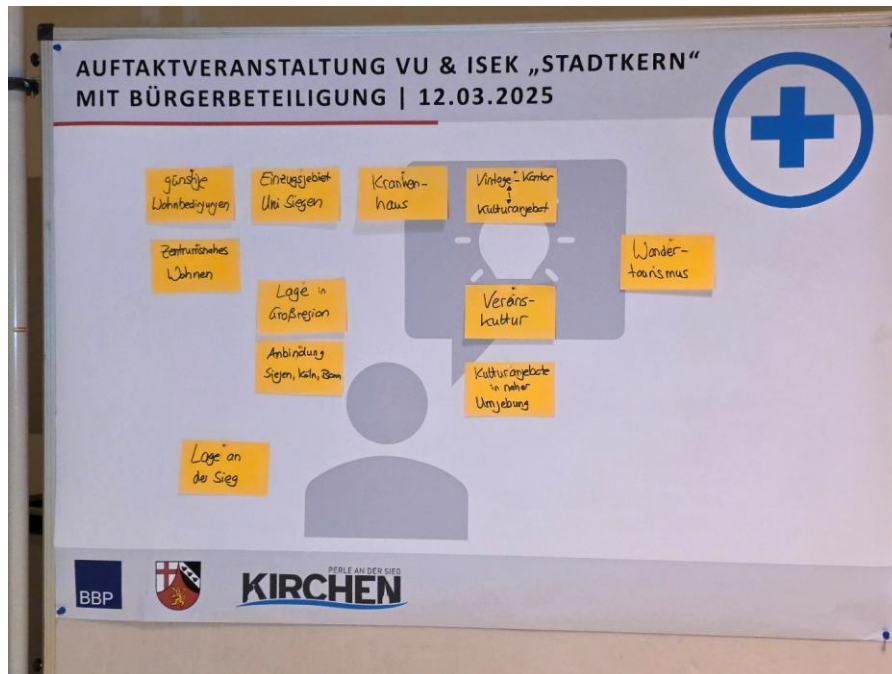 AUFTAKTVERANSTALTUNG VU & ISEK „STADTKERN“
MIT BÜRGERBETEILIGUNG | 12.03.2025
günstige
Wohnbedingungen
Einzugsgebiet
Uni Siegen
Kranken-
haus
Vintage-Kontor
Kulturangebot
Zentrumsnahes
Wohnen
Wander-
tourismus
Lage in
Großregion
Vereins-
kultur
Anbindung
Siegen, Köln, Bonn
Kulturangebote
in naher
Umgebung
Lage an
der Sieg
BBP
PERLE AN DER SIEG
KIRCHEN